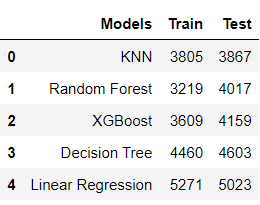 Models Train Test
0 KNN 3805 3867
1 Random Forest 3219 4017
2 XGBoost 3609 4159
3 Decision Tree 4460 4603
4 Linear Regression 5271 5023